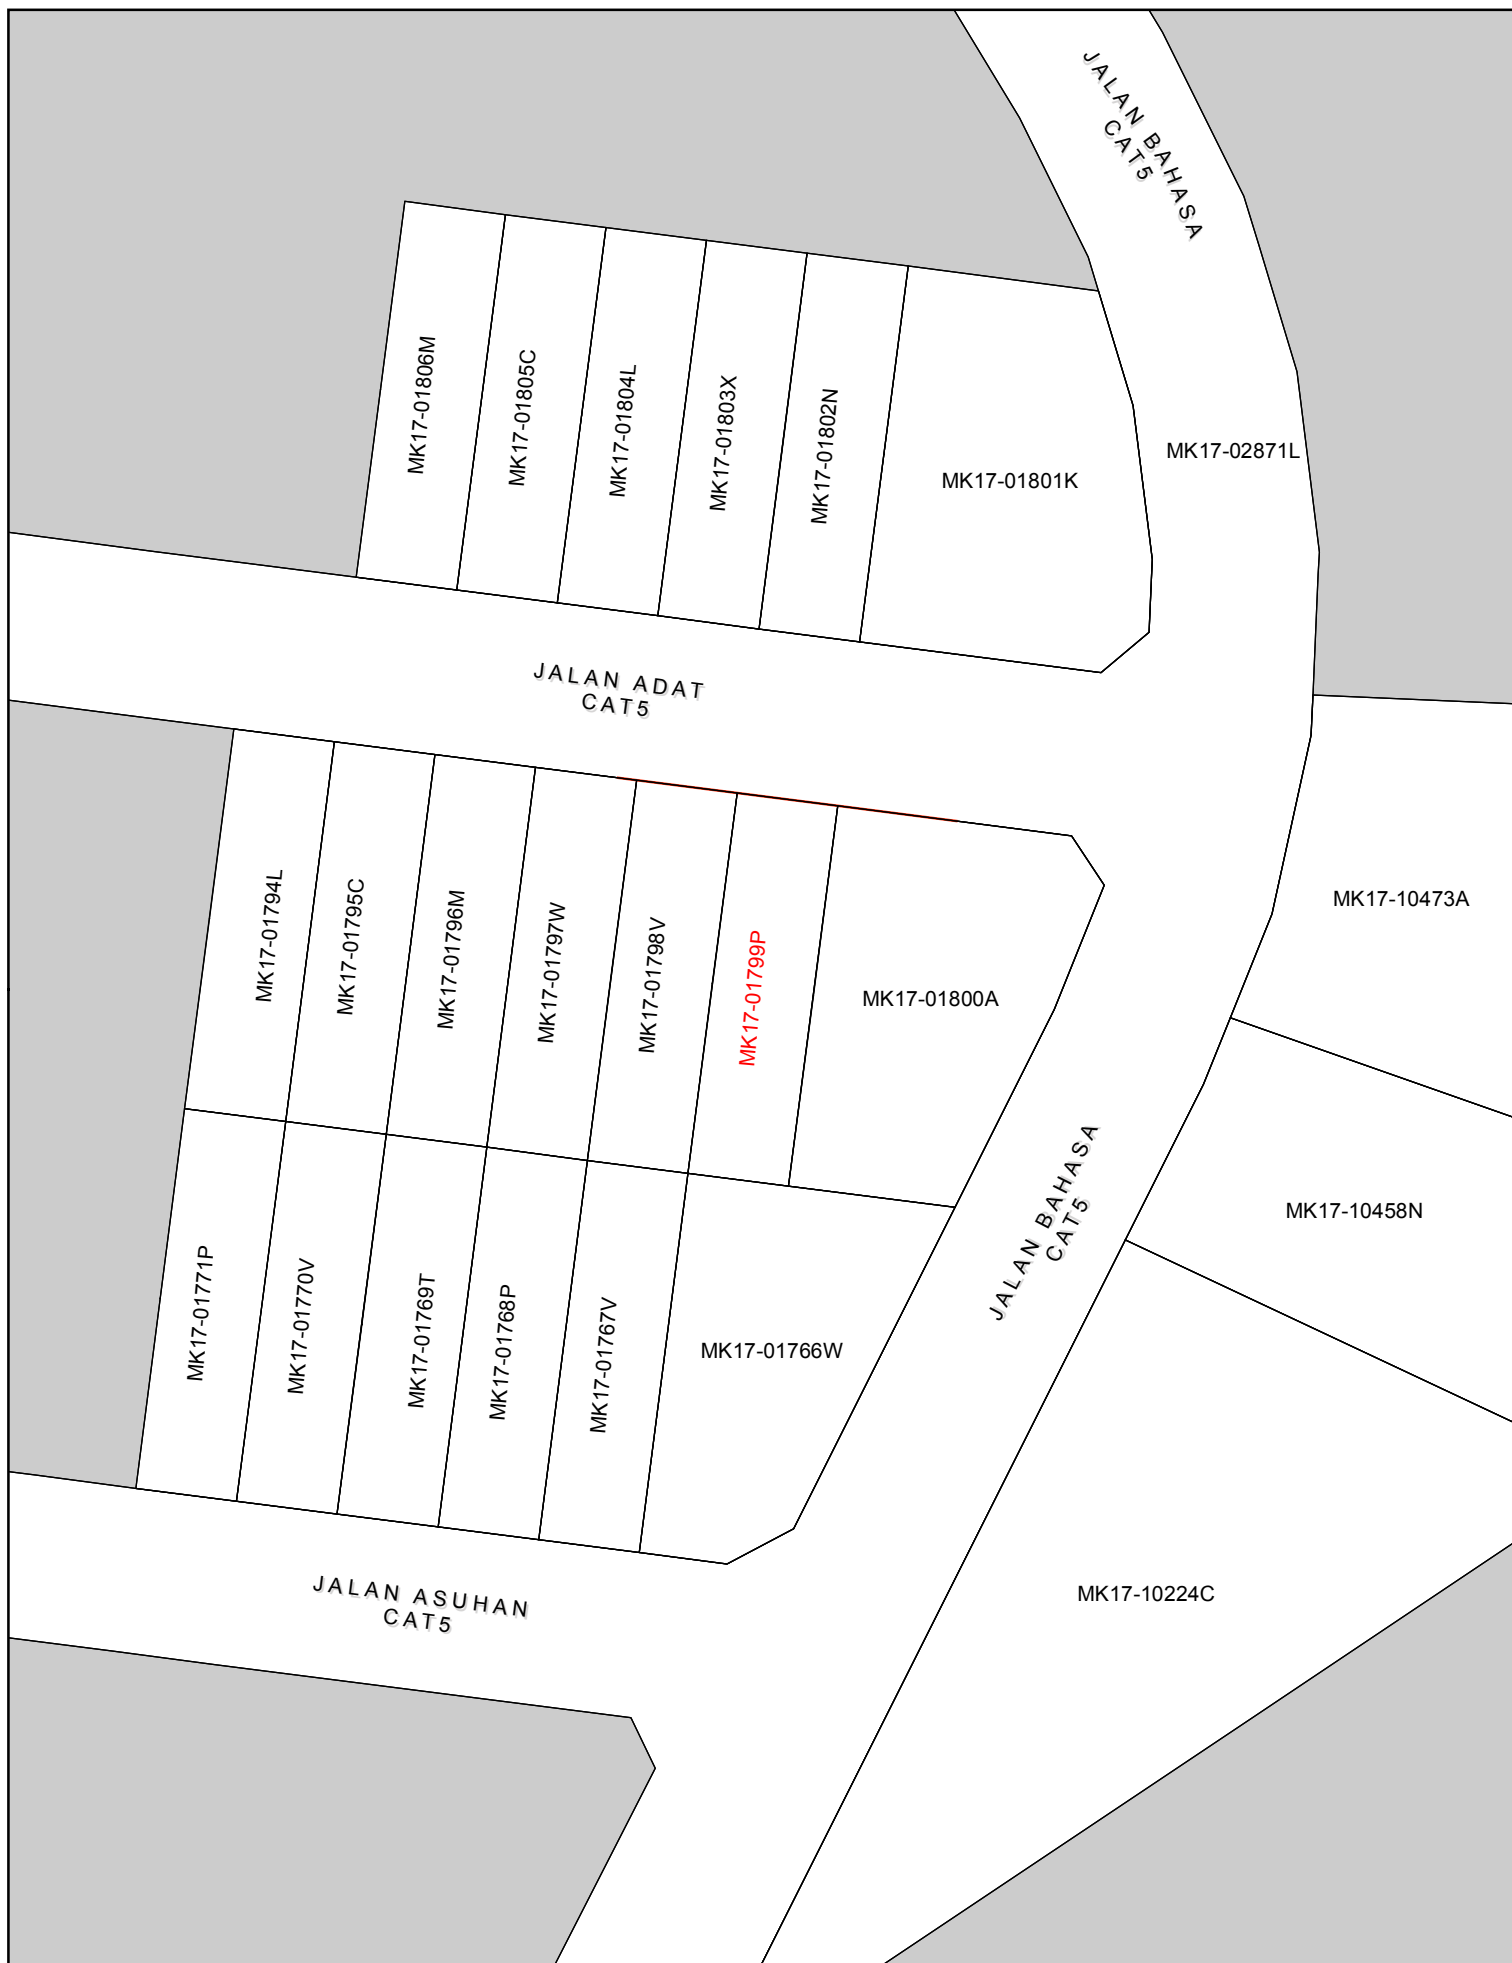 JALAN BAHASA
CAT5
MK17-01806M
MK17-01805C
MK17-01804L
MK17-01803X
MK17-01802N
MK17-01801K
MK17-02871L
JALAN ADAT
CAT5
MK17-01794L
MK17-01795C
MK17-01796M
MK17-01797W
MK17-01798V
MK17-01799P
MK17-01800A
MK17-10473A
JALAN BAHASA
CAT5
MK17-10458N
MK17-01771P
MK17-01770V
MK17-01769T
MK17-01768P
MK17-01767V
MK17-01766W
JALAN ASUHAN
CAT5
MK17-10224C